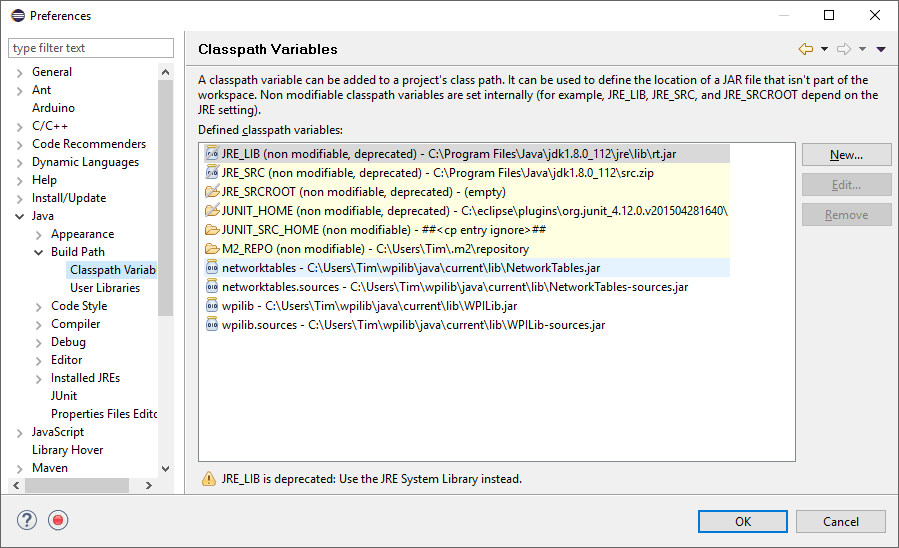 Preferences
type filter text
General
Ant
Arduino
C/C++
Code Recommenders
Dynamic Languages
Help
Install/Update
Java
Appearance
Build Path
Classpath Variab
User Libraries
Code Style
Compiler
Debug
Editor
Installed JREs
JUnit
Properties Files Edito
JavaScript
Library Hover
Maven
Classpath Variables
A classpath variable can be added to a project's class path. It can be used to define the location of a JAR file that isn't part of the
workspace. Non modifiable classpath variables are set internally (for example, JRE_LIB, JRE_SRC, and JRE_SRCROOT depend on the
JRE setting).
Defined classpath variables:
JRE_LIB (non modifiable, deprecated) - C:\Program Files\Java\jdk1.8.0_112\jre\lib\rt.jar
JRE_SRC (non modifiable, deprecated) - C:\Program Files\Java\jdk1.8.0_112\src.zip
JRE_SRCROOT (non modifiable, deprecated) - (empty)
JUNIT_HOME (non modifiable, deprecated) - C:\eclipse\plugins\org.junit_4.12.0.v201504281640\
JUNIT_SRC_HOME (non modifiable) - ##<cp entry ignore>##
M2_REPO (non modifiable) - C:\Users\Tim\.m2\repository
networktables - C:\Users\Tim\wpilib\java\current\lib\NetworkTables.jar
networktables.sources - C:\Users\Tim\wpilib\java\current\lib\NetworkTables-sources.jar
wpilib - C:\Users\Tim\wpilib\java\current\lib\WPILib.jar
wpilib.sources - C:\Users\Tim\wpilib\java\current\lib\WPILib-sources.jar
New...
Edit...
Remove
JRE_LIB is deprecated: Use the JRE System Library instead.
OK
Cancel